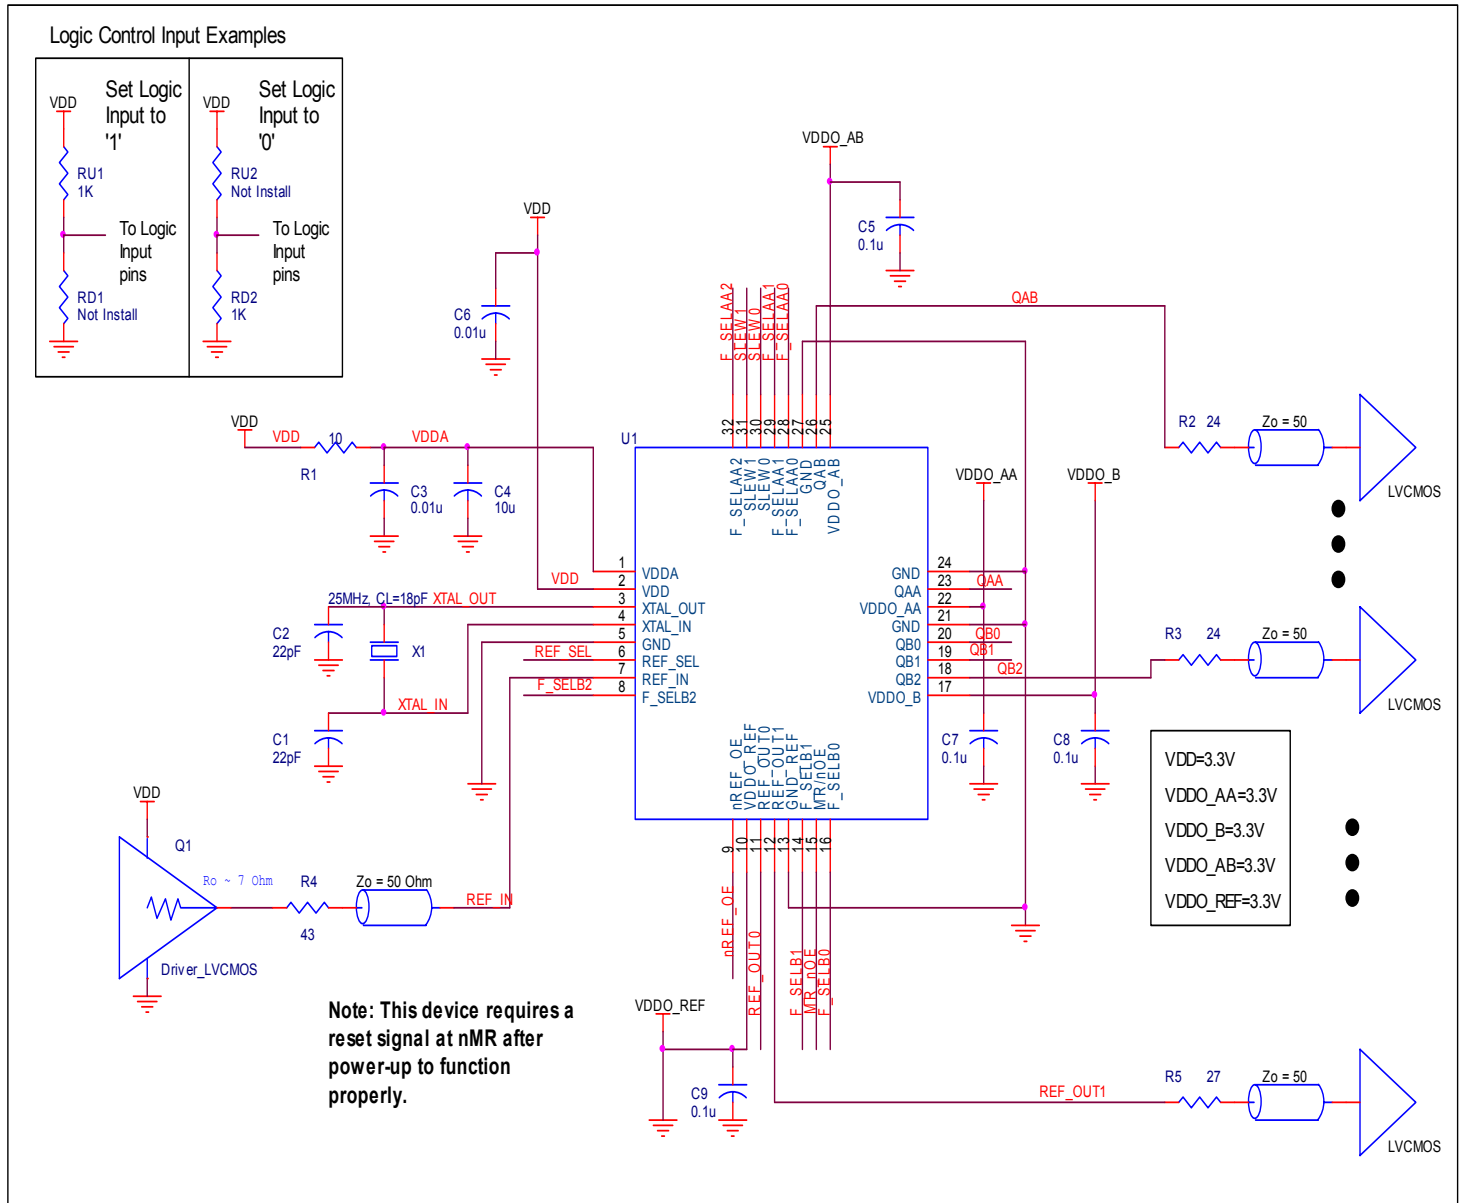 Logic Control Input Examples
Set Logic
Input to
'1'
VDD
RU1
1K
To Logic
Input
pins
RD1
Not Install
Set Logic
Input to
'0'
VDD
RU2
Not Install
To Logic
Input
pins
RD2
1K
VDDO_AB
C5
0.1u
VDD
C6
0.01u
F_SELAA2
SLEW1
SLEW0
F_SELAA1
F_SELAA0
QAB
VDD
VDD
10
R1
VDDA
C3
0.01u
C4
10u
U1
32
31
30
29
28
27
26
25
F_SELAA2
SLEW1
SLEW0
F_SELAA1
F_SELAA0
GND
QAB
VDDO_AB
R2 24
Zo = 50
LVCMOS
VDDO_AA
VDDO_B
VDD
1
2
3
4
5
6
7
8
VDDA
VDD
XTAL_OUT
XTAL_IN
GND
REF_SEL
REF_IN
F_SELB2
24
23
22
21
20
19
18
17
GND
QAA
VDDO_AA
GND
QB0
QB1
QB2
VDDO_B
QAA
QB0
QB1
QB2
25MHz, CL=18pF
XTAL_OUT
C2
22pF
X1
REF_SEL
F_SELB2
XTAL_IN
C1
22pF
R3 24
Zo = 50
LVCMOS
nREF_OE
VDDO_REF
REF_OUT0
REF_OUT1
GND_REF
F_SELB1
MR/nOE
F_SELB0
9
10
11
12
13
14
15
16
C7
0.1u
C8
0.1u
VDD=3.3V
VDDO_AA=3.3V
VDDO_B=3.3V
VDDO_AB=3.3V
VDDO_REF=3.3V
VDD
Q1
Ro ~ 7 Ohm
R4
43
Zo = 50 Ohm
REF_IN
Driver_LVCMOS
nREF_OE
REF_OUT0
F_SELB1
MR_nOE
F_SELB0
Note: This device requires a
reset signal at nMR after
power-up to function
properly.
VDDO_REF
C9
0.1u
REF_OUT1
R5 27
Zo = 50
LVCMOS